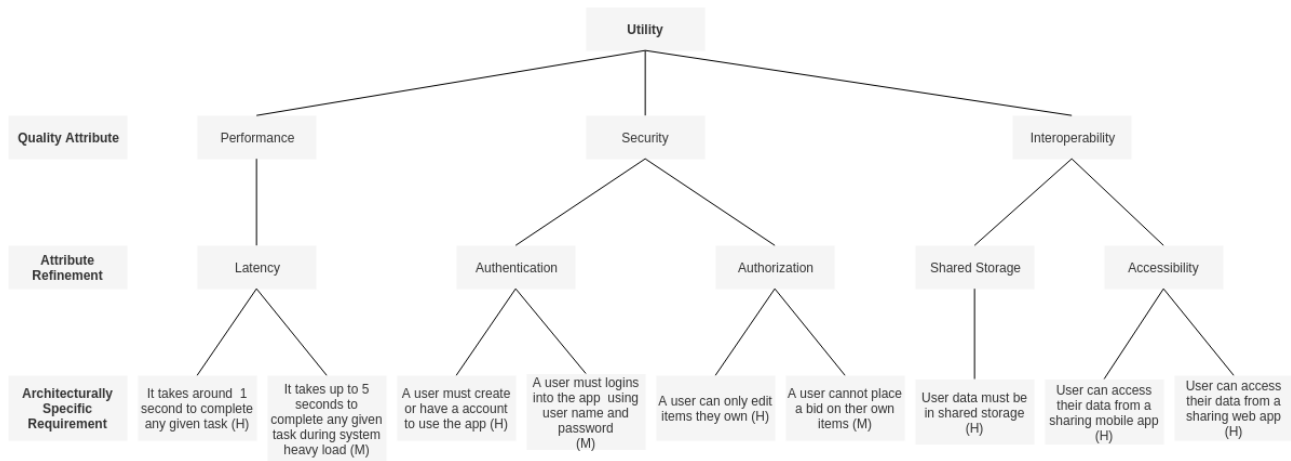 Utility
Quality Attribute
Performance
Security
Interoperability
Attribute
Refinement
Latency
Authentication
Authorization
Shared Storage
Accessibility
Architecturally
Specific
Requirement
It takes around 1
second to complete
any given task (H)
It takes up to 5
seconds to
complete any given
task during system
heavy load (M)
A user must create
or have a account
to use the app (H)
A user must logins
into the app using
user name and
password
(M)
A user can only edit
items they own (H)
A user cannot place
a bid on ther own
items (M)
User data must be
in shared storage
(H)
User can access
their data from a
sharing mobile app
(H)
User can access
their data from a
sharing web app
(H)